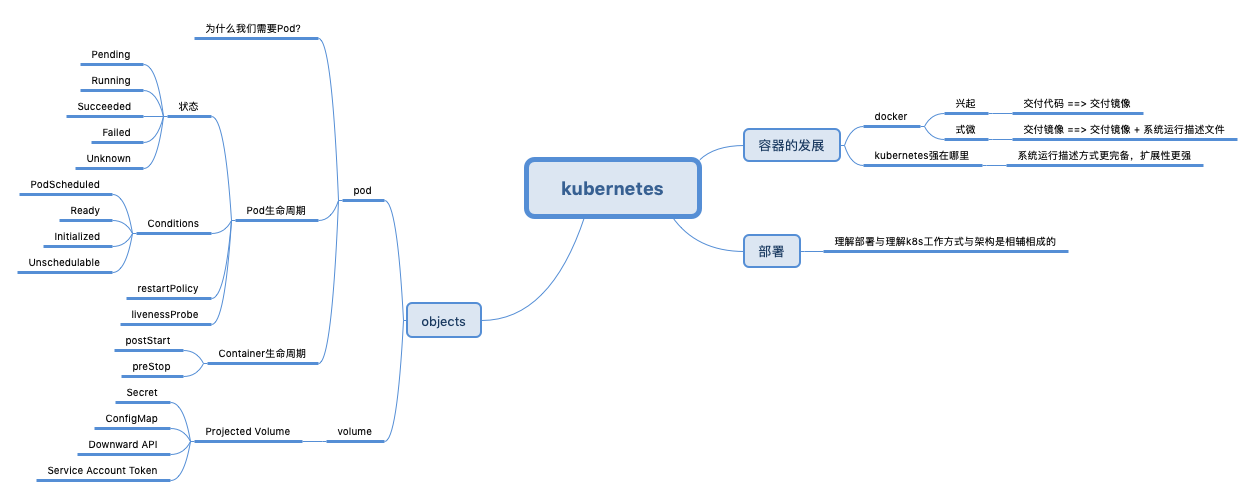 kubernetes
容器的发展
docker
兴起
交付代码 ==> 交付镜像
式微
交付镜像 ==> 交付镜像 + 系统运行描述文件
kubernetes强在哪里
系统运行描述方式更完备，扩展性更强
部署
理解部署与理解k8s工作方式与架构是相辅相成的
objects
pod
为什么我们需要Pod?
Pod生命周期
状态
Pending
Running
Succeeded
Failed
Unknown
Conditions
PodScheduled
Ready
Initialized
Unschedulable
restartPolicy
livenessProbe
Container生命周期
postStart
preStop
volume
Projected Volume
Secret
ConfigMap
Downward API
Service Account Token